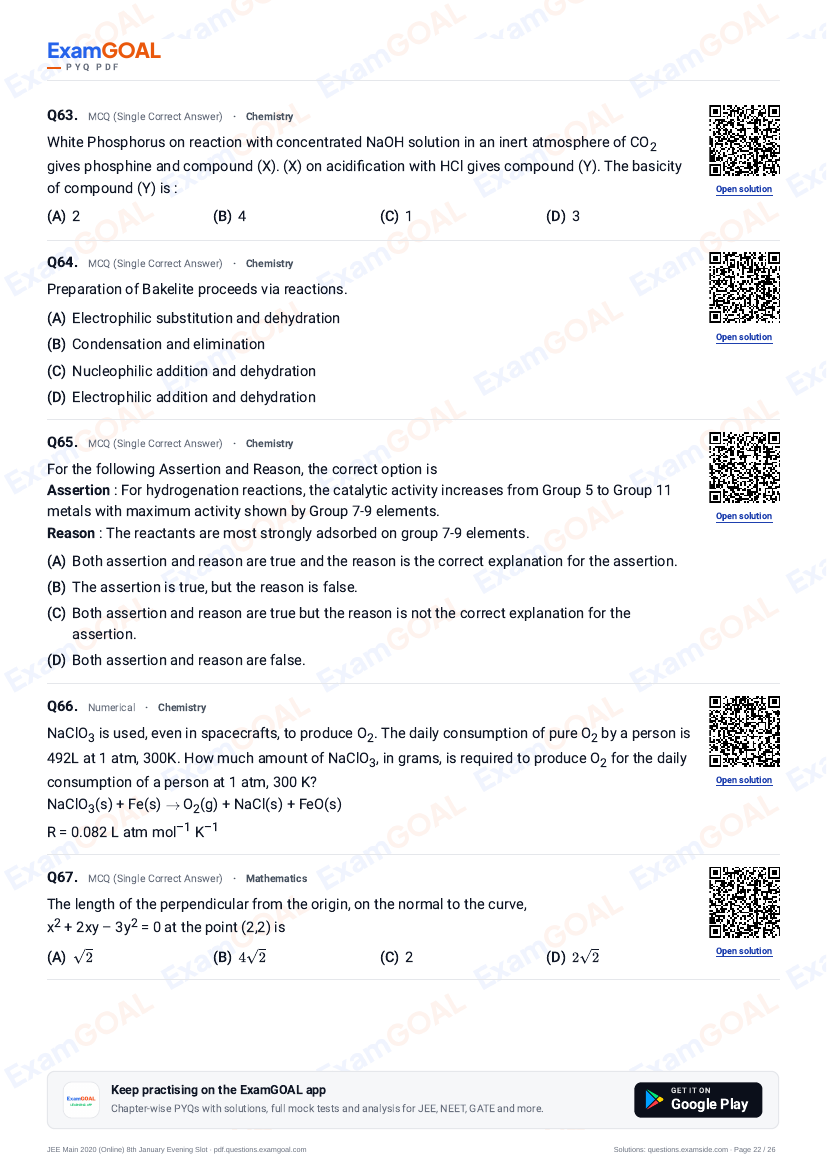 ExamGOAL
PYQ PDF
Q63. MCQ (Single Correct Answer) · Chemistry
White Phosphorus on reaction with concentrated NaOH solution in an inert atmosphere of CO₂
gives phosphine and compound (X). (X) on acidification with HCl gives compound (Y). The basicity
of compound (Y) is :
(A) 2 (B) 4 (C) 1 (D) 3
Open solution
Q64. MCQ (Single Correct Answer) · Chemistry
Preparation of Bakelite proceeds via reactions.
(A) Electrophilic substitution and dehydration
(B) Condensation and elimination
(C) Nucleophilic addition and dehydration
(D) Electrophilic addition and dehydration
Open solution
Q65. MCQ (Single Correct Answer) · Chemistry
For the following Assertion and Reason, the correct option is
Assertion : For hydrogenation reactions, the catalytic activity increases from Group 5 to Group 11
metals with maximum activity shown by Group 7-9 elements.
Reason : The reactants are most strongly adsorbed on group 7-9 elements.
(A) Both assertion and reason are true and the reason is the correct explanation for the assertion.
(B) The assertion is true, but the reason is false.
(C) Both assertion and reason are true but the reason is not the correct explanation for the
assertion.
(D) Both assertion and reason are false.
Open solution
Q66. Numerical · Chemistry
NaClO₃ is used, even in spacecrafts, to produce O₂. The daily consumption of pure O₂ by a person is
492L at 1 atm, 300K. How much amount of NaClO₃, in grams, is required to produce O₂ for the daily
consumption of a person at 1 atm, 300 K?
NaClO₃(s) + Fe(s) → O₂(g) + NaCl(s) + FeO(s)
R = 0.082 L atm mol⁻¹ K⁻¹
Open solution
Q67. MCQ (Single Correct Answer) · Mathematics
The length of the perpendicular from the origin, on the normal to the curve,
x² + 2xy − 3y² = 0 at the point (2,2) is
(A) √2 (B) 4√2 (C) 2 (D) 2√2
Open solution
Keep practising on the ExamGOAL app
Chapter-wise PYQs with solutions, full mock tests and analysis for JEE, NEET, GATE and more.
GET IT ON
Google Play
JEE Main 2020 (Online) 8th January Evening Slot · pdf.questions.examgoal.com
Solutions: questions.examside.com · Page 22 / 26